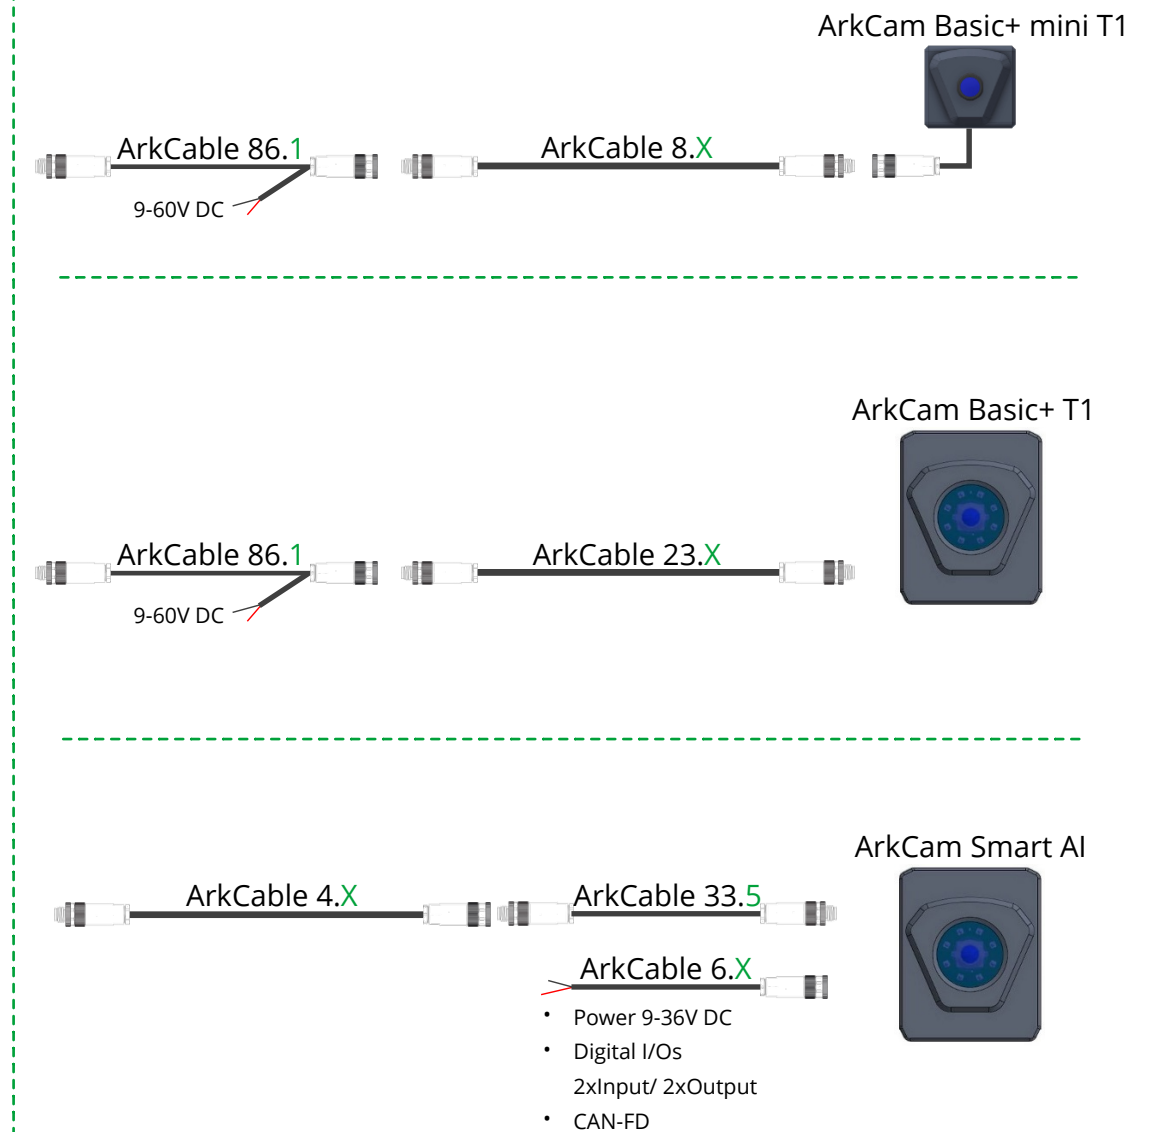 ArkCam Basic+ mini T1
ArkCable 86.1
ArkCable 8.X
9-60V DC
ArkCam Basic+ T1
ArkCable 86.1
ArkCable 23.X
9-60V DC
ArkCam Smart AI
ArkCable 4.X
ArkCable 33.5
ArkCable 6.X
• Power 9-36V DC
• Digital I/Os
2xInput/ 2xOutput
• CAN-FD